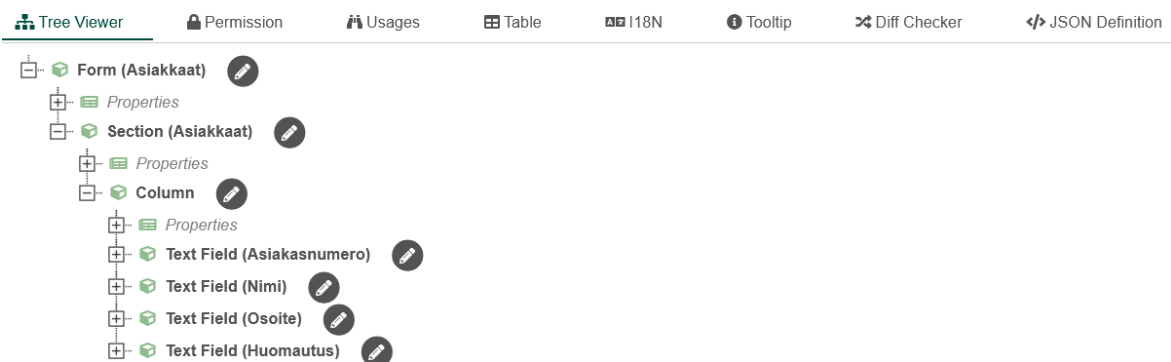 Tree Viewer Permission Usages Table I18N Tooltip Diff Checker JSON Definition
Form (Asiakkaat)
Properties
Section (Asiakkaat)
Properties
Column
Properties
Text Field (Asiakasnumero)
Text Field (Nimi)
Text Field (Osoite)
Text Field (Huomautus)